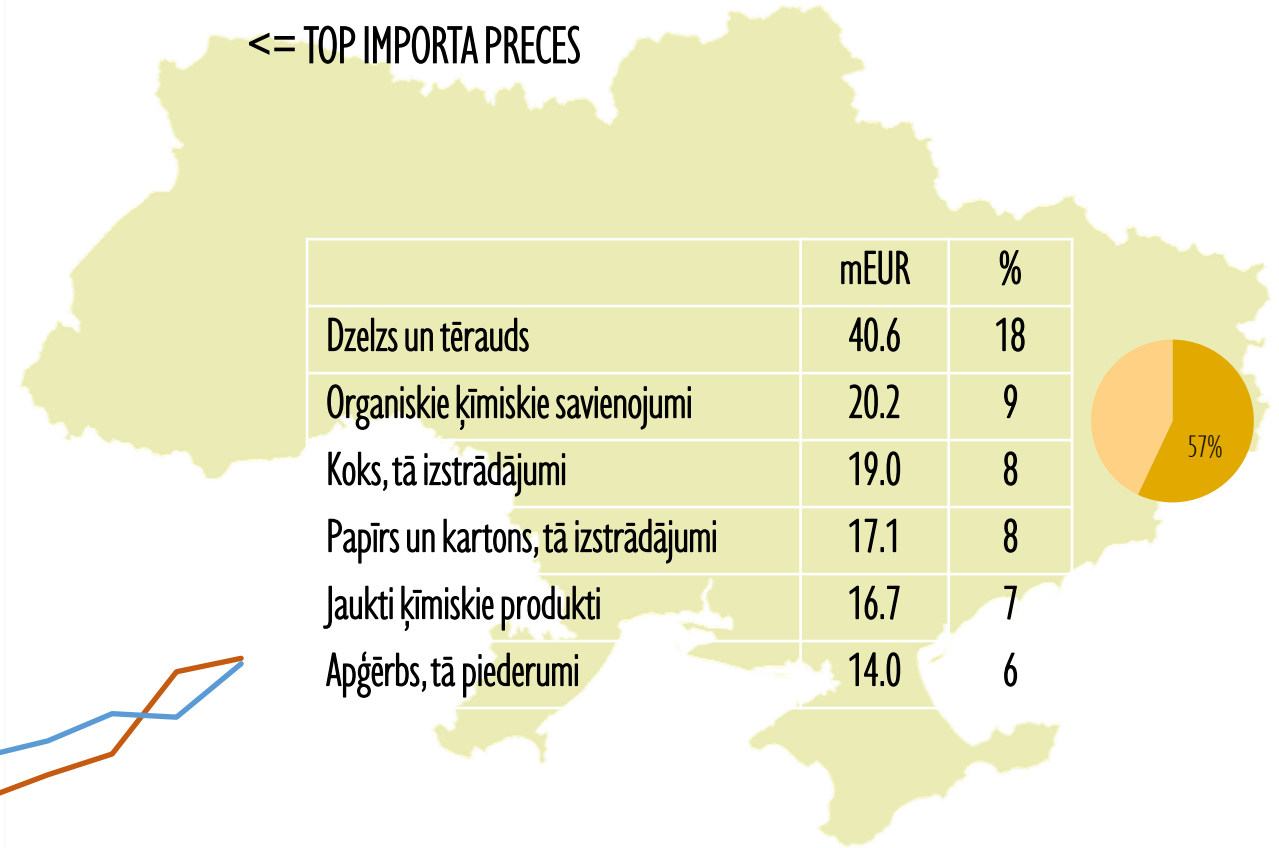 <= TOP IMPORTA PRECES
mEUR %
Dzelzs un tērauds 40.6 18
Organiskie ķīmiskie savienojumi 20.2 9
Koks, tā izstrādājumi 19.0 8
57%
Papīrs un kartons, tā izstrādājumi 17.1 8
Jaukti ķīmiskie produkti 16.7 7
Apģērbs, tā piederumi 14.0 6